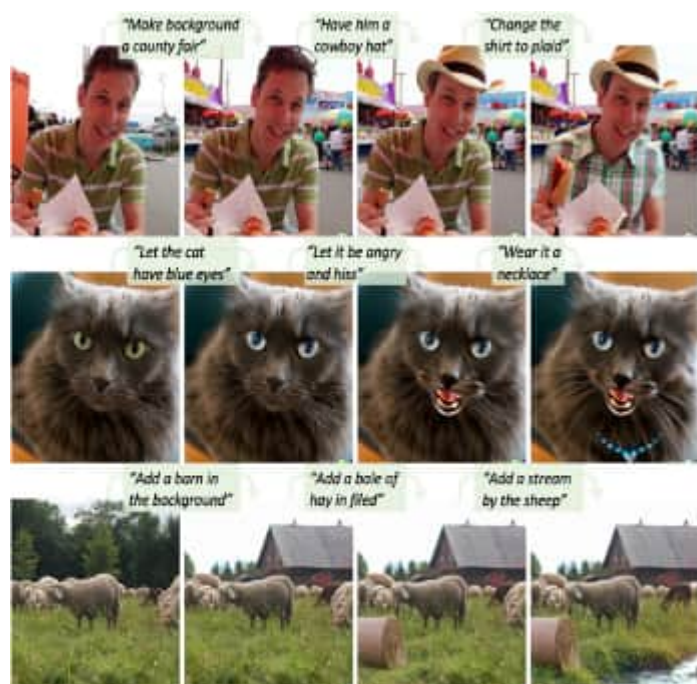 "Make background
a county fair"
"Have him a
cowboy hat"
"Change the
shirt to plaid"
"Let the cat
have blue eyes"
"Let it be angry
and hiss"
"Wear it a
necklace"
"Add a barn in
the background"
"Add a bale of
hay in filed"
"Add a stream
by the sheep"